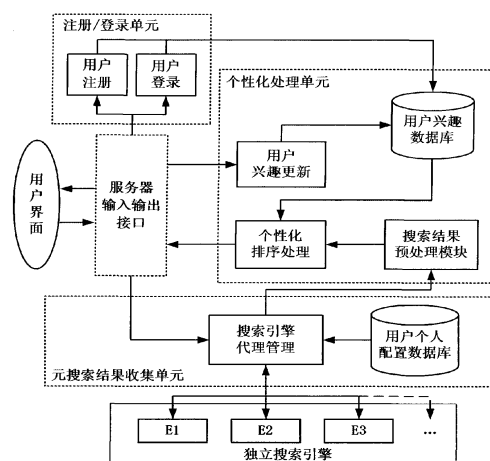 注册/登录单元
用户
注册
用户
登录
个性化处理单元
用户兴趣
数据库
用户
兴趣更新
用户界面
服务器
输入输出
接口
个性化
排序处理
搜索结果
预处理模块
搜索引擎
代理管理
用户个人
配置数据库
元搜索结果收集单元
E1
E2
E3
...
独立搜索引擎